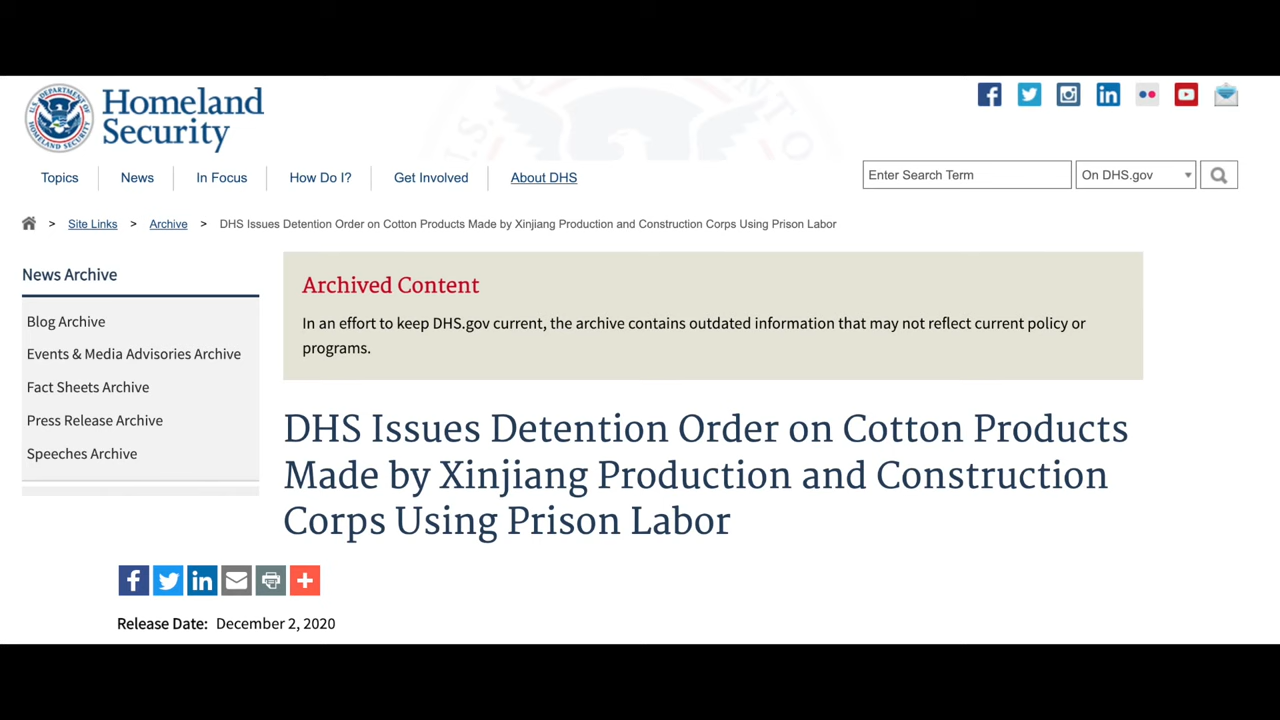 Homeland
Security
Topics
News
In Focus
How Do I?
Get Involved
About DHS
Enter Search Term
On DHS.gov
> Site Links > Archive > DHS Issues Detention Order on Cotton Products Made by Xinjiang Production and Construction Corps Using Prison Labor
News Archive
Blog Archive
Events & Media Advisories Archive
Fact Sheets Archive
Press Release Archive
Speeches Archive
Archived Content
In an effort to keep DHS.gov current, the archive contains outdated information that may not reflect current policy or
programs.
DHS Issues Detention Order on Cotton Products
Made by Xinjiang Production and Construction
Corps Using Prison Labor
Release Date: December 2, 2020